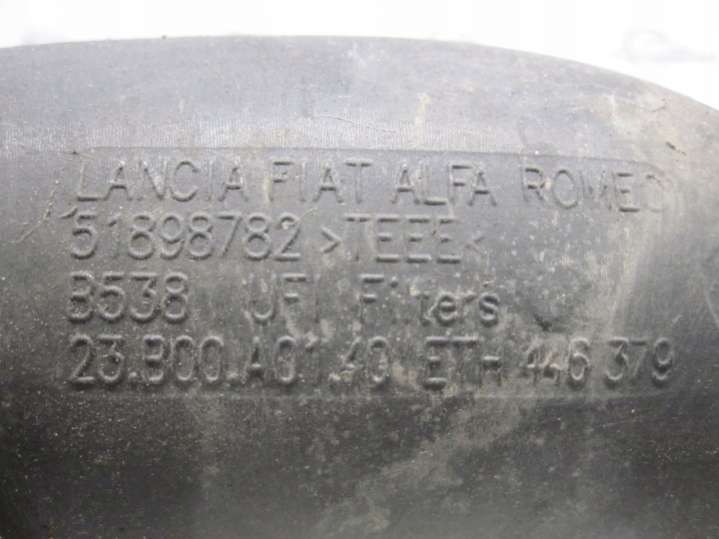 LANCIA FIAT ALFA ROMEO
51898782 >TEEE<
B538 UFI Filters
23.B00.A01.40 ETH 446 379